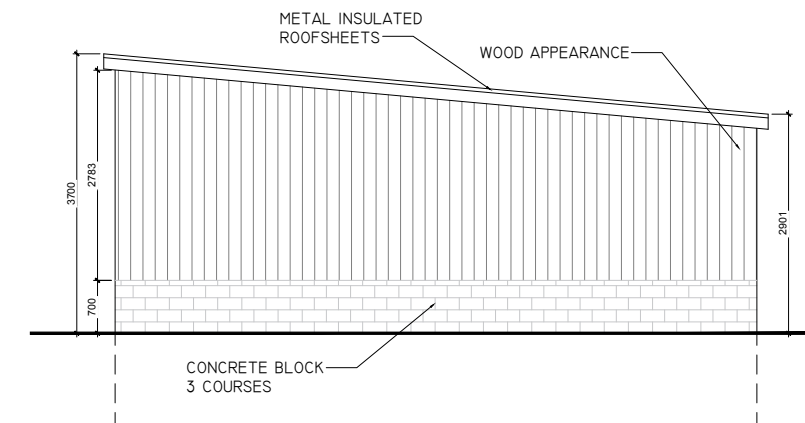 METAL INSULATED
ROOFSHEETS
WOOD APPEARANCE
3700
2783
2901
700
CONCRETE BLOCK
3 COURSES